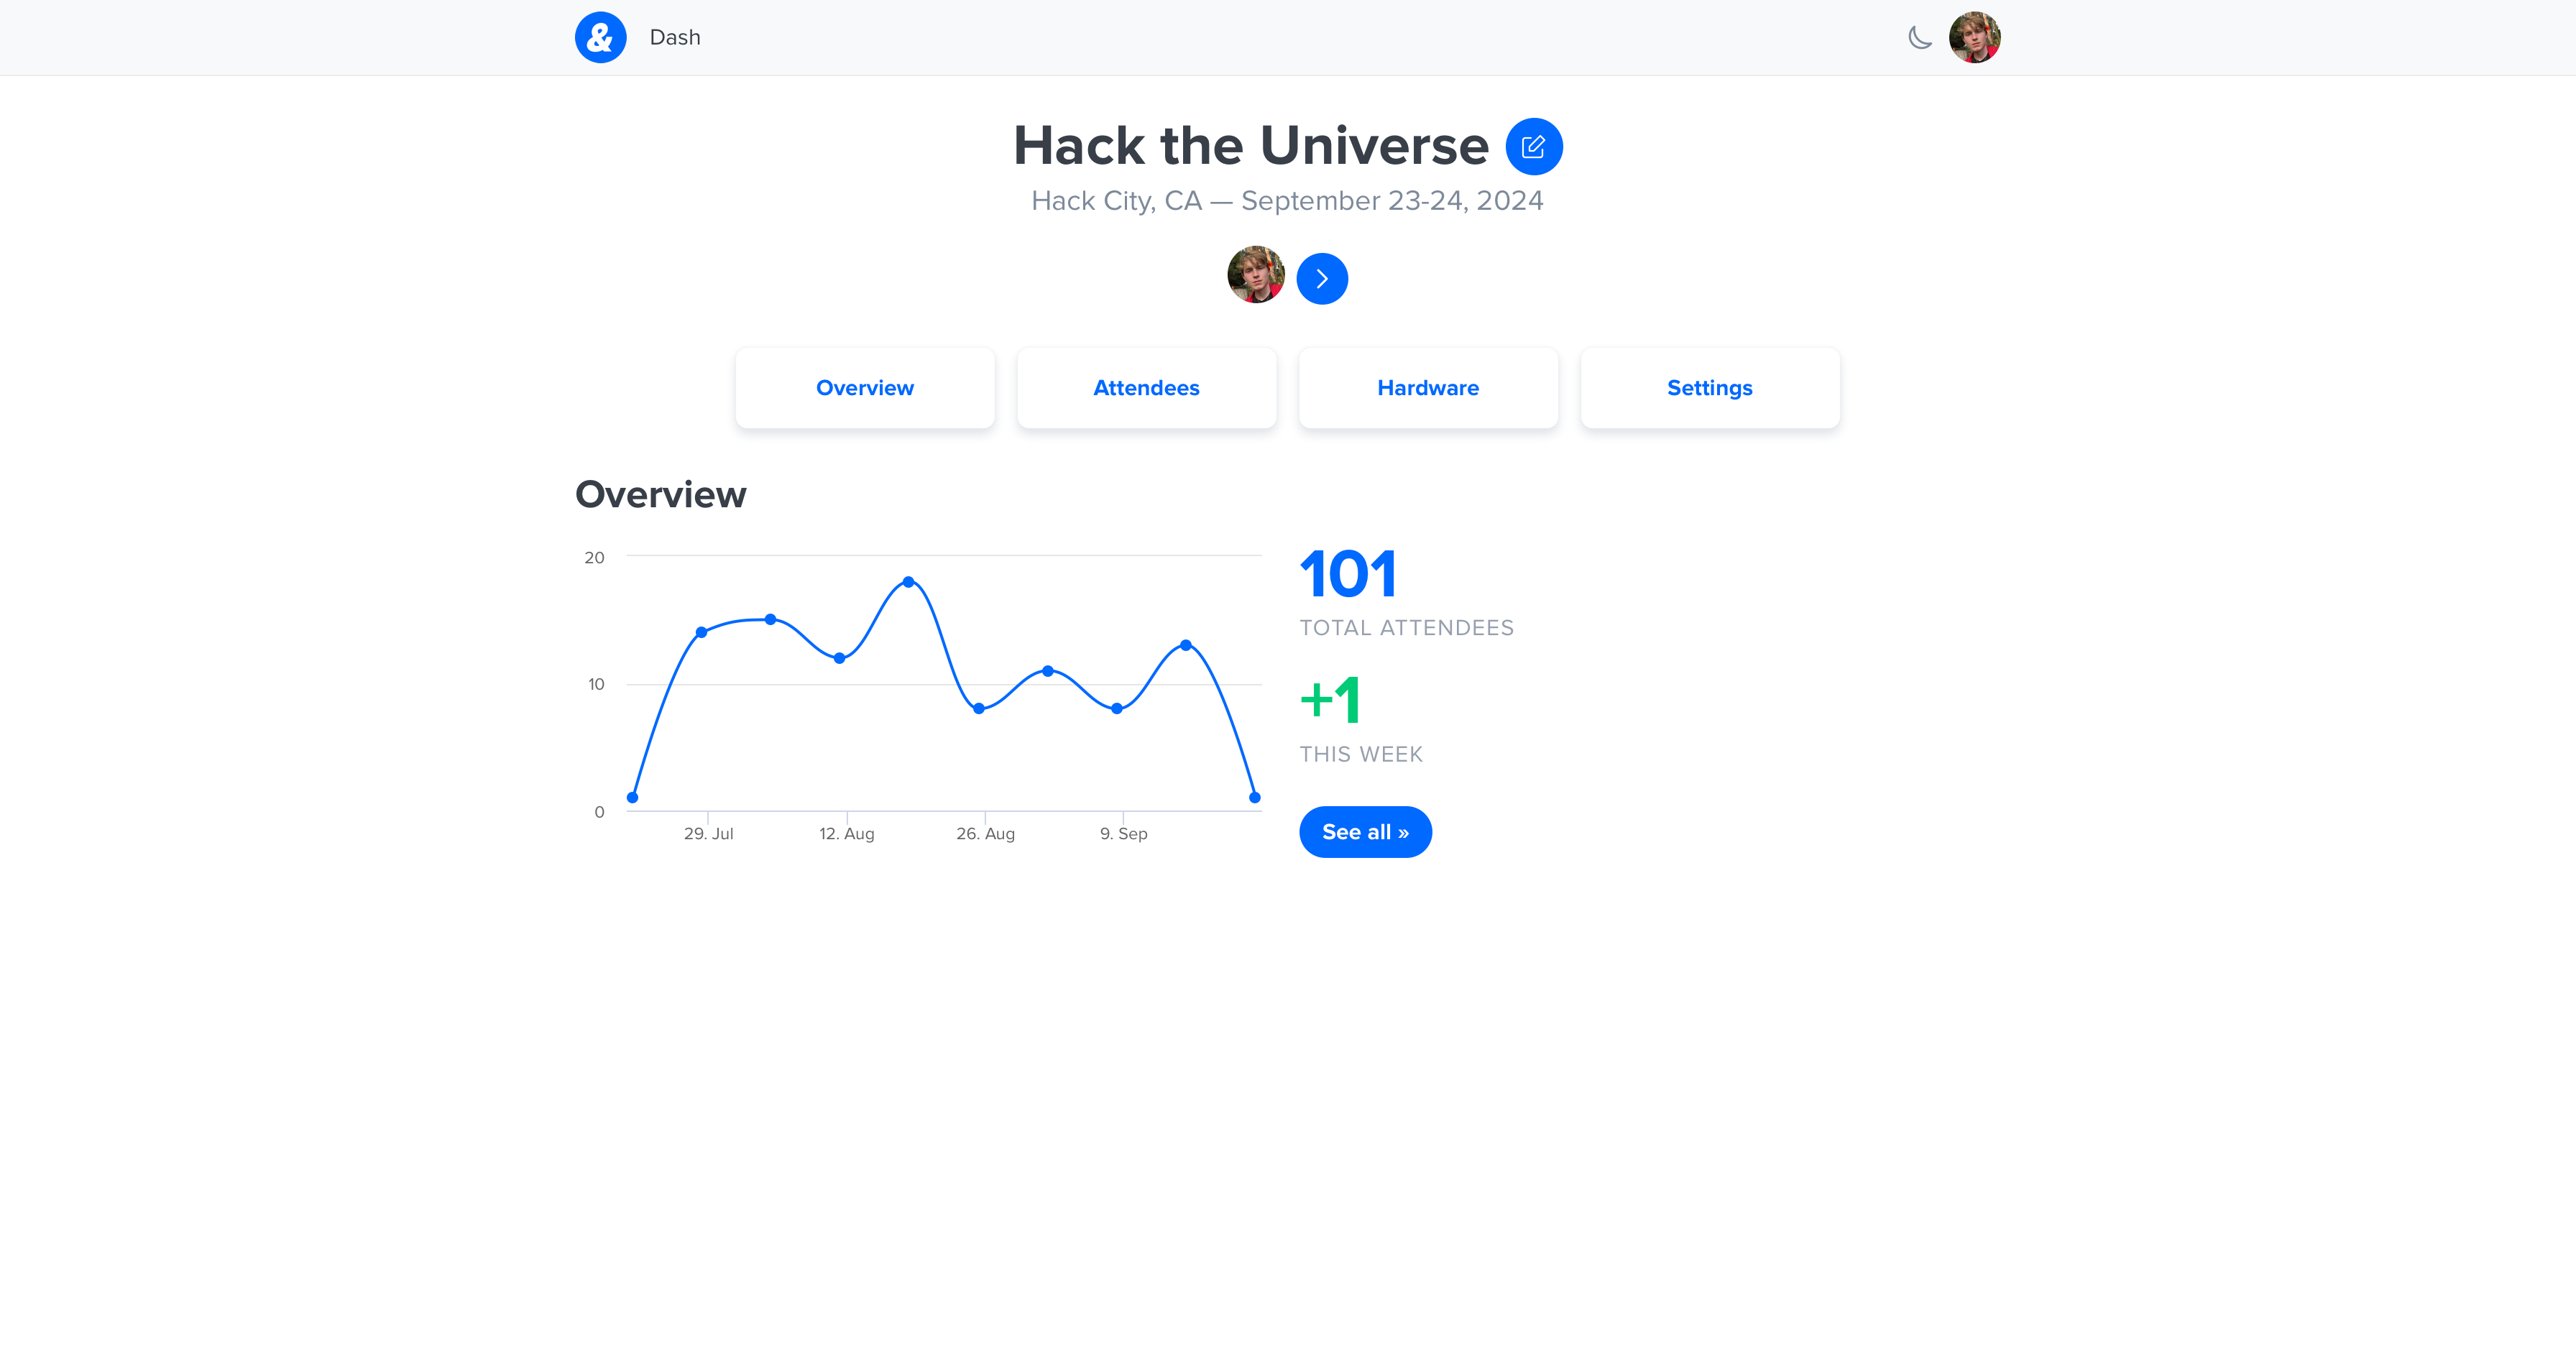 & Dash
Hack the Universe
Hack City, CA — September 23-24, 2024
Overview Attendees Hardware Settings
Overview
20
10
0
29. Jul 12. Aug 26. Aug 9. Sep
101
TOTAL ATTENDEES
+1
THIS WEEK
See all »